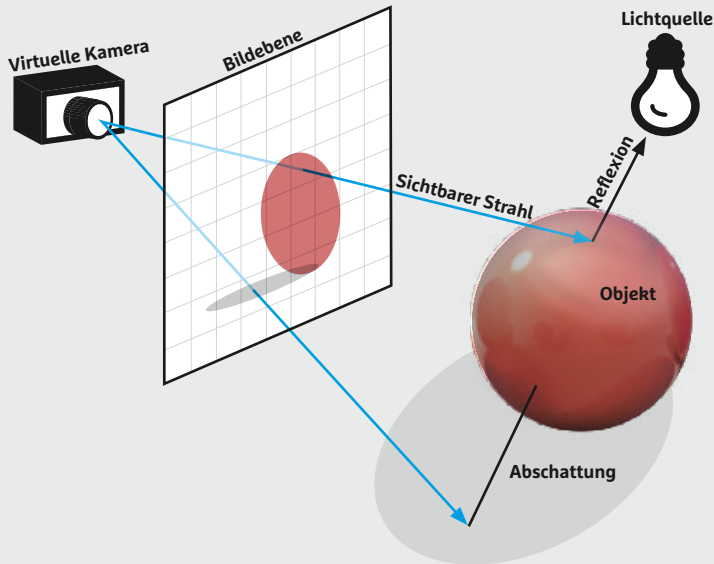 Lichtquelle
Virtuelle Kamera
Bildebene
Reflexion
Sichtbarer Strahl
Objekt
Abschattung